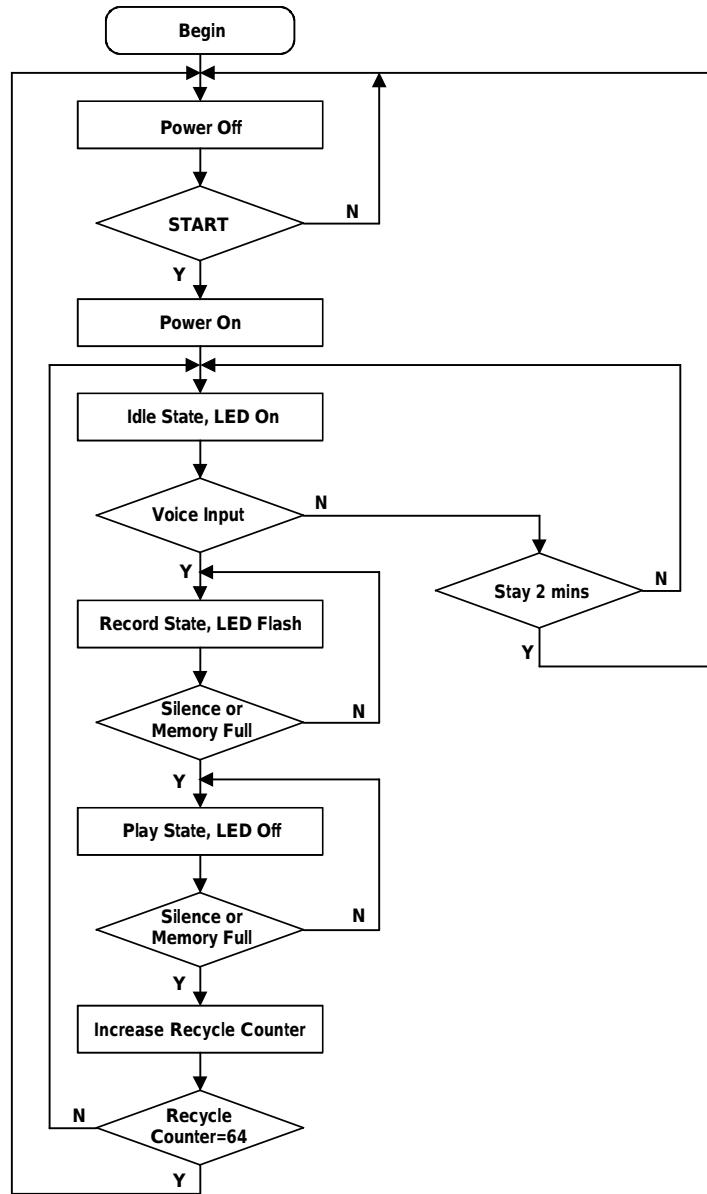 Begin
Power Off
START
N
Y
Power On
Idle State, LED On
Voice Input
N
Y
Stay 2 mins
N
Y
Record State, LED Flash
Silence or
Memory Full
N
Y
Play State, LED Off
Silence or
Memory Full
N
Y
Increase Recycle Counter
Recycle
Counter=64
N
Y